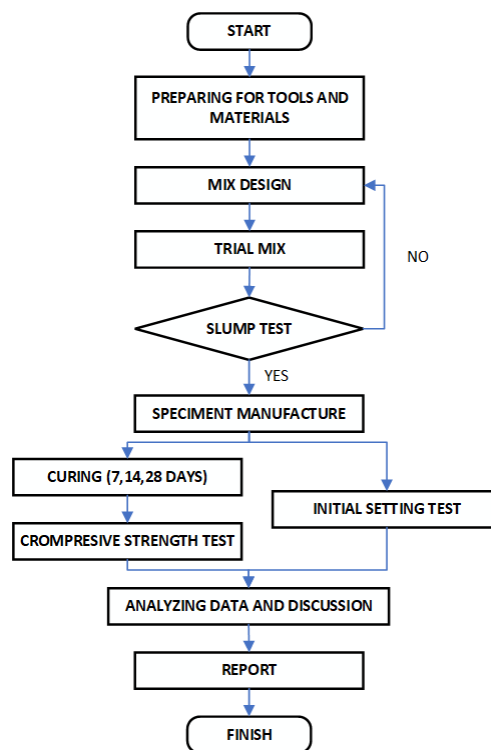 START
PREPARING FOR TOOLS AND
MATERIALS
MIX DESIGN
TRIAL MIX
NO
SLUMP TEST
YES
SPECIMENT MANUFACTURE
CURING (7,14,28 DAYS)
INITIAL SETTING TEST
CROMPRESIVE STRENGTH TEST
ANALYZING DATA AND DISCUSSION
REPORT
FINISH